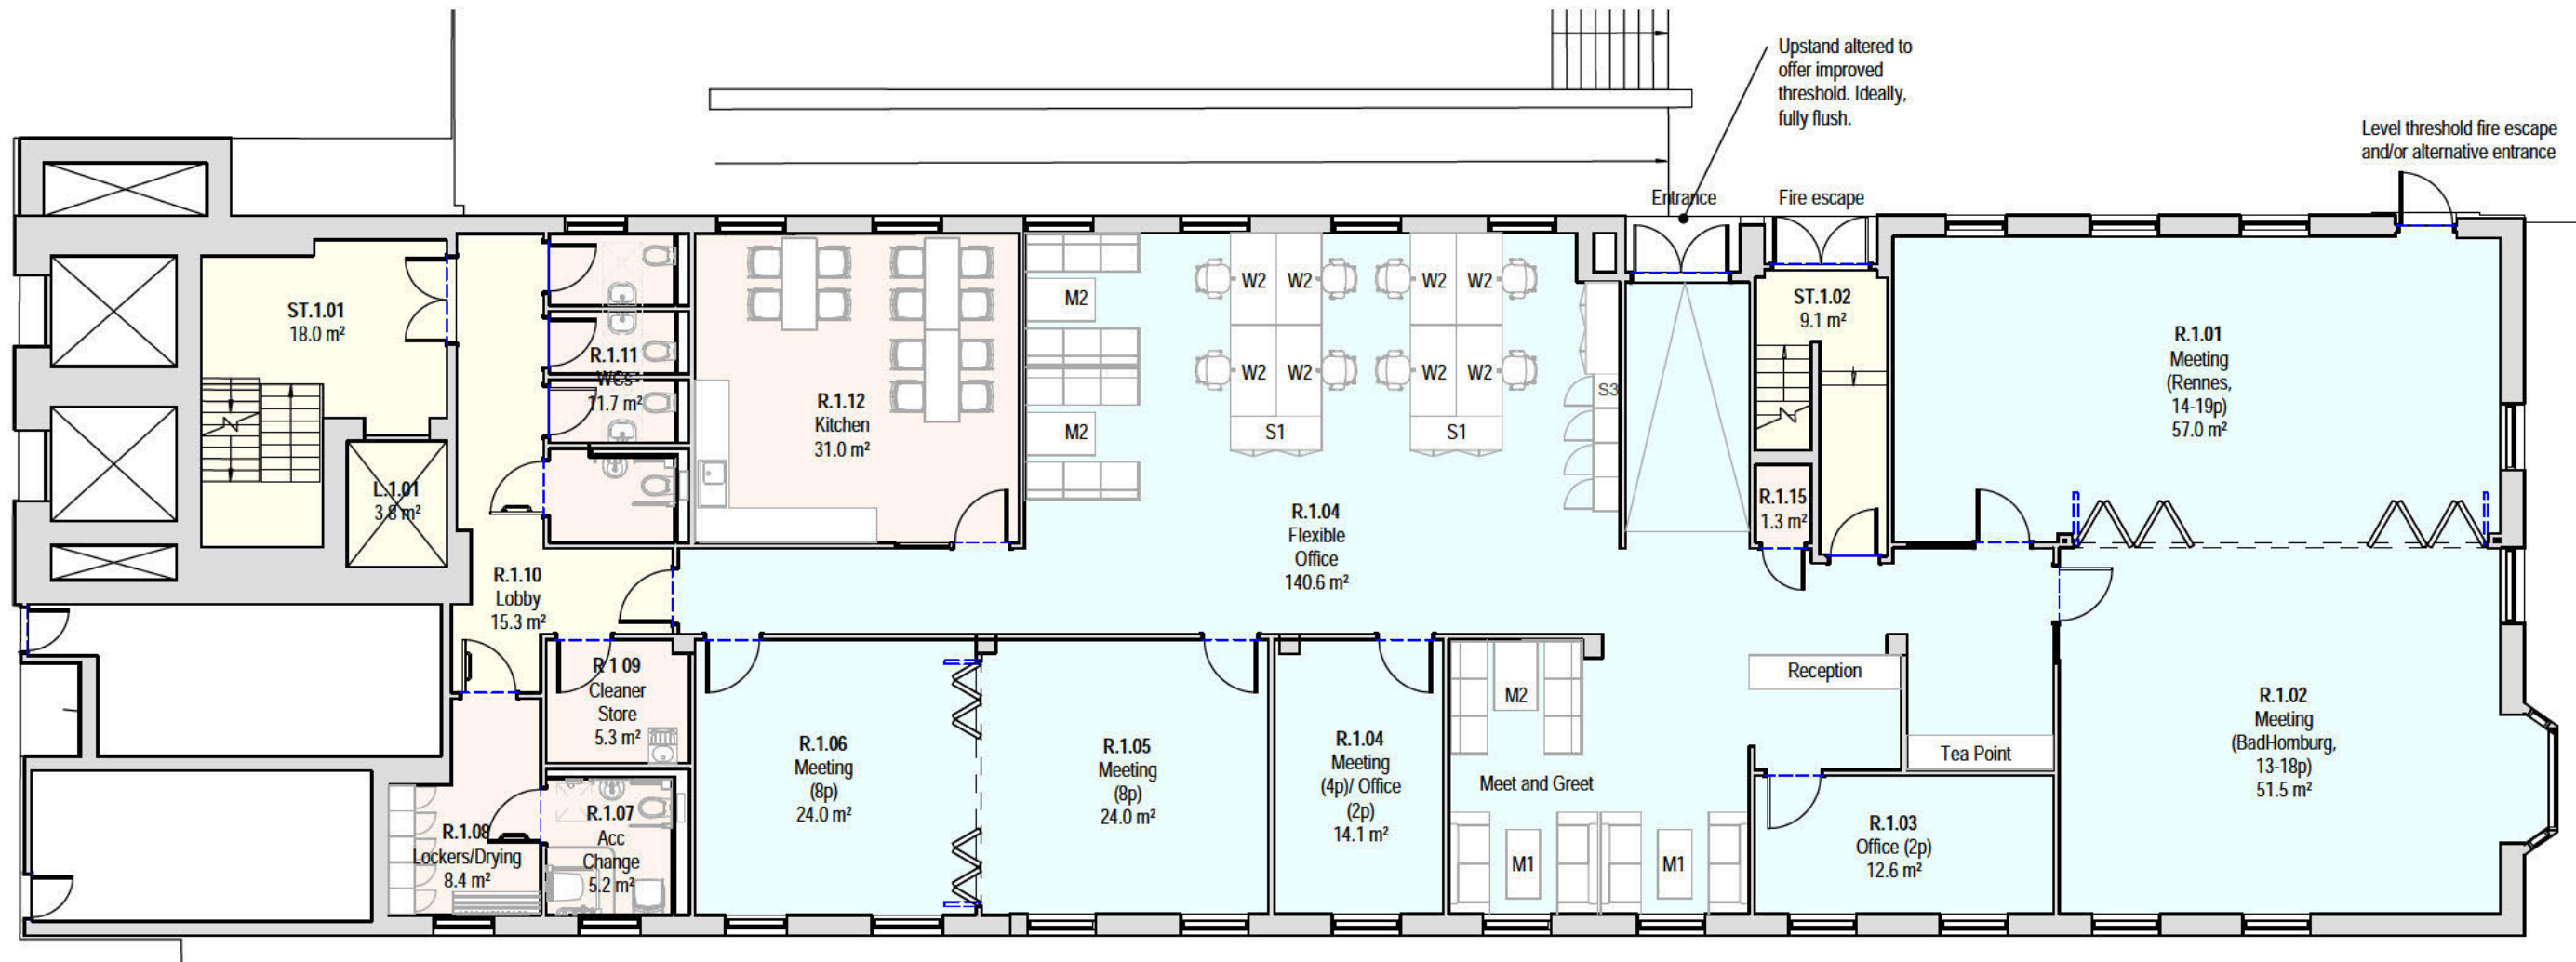 Upstand altered to
offer improved
threshold. Ideally,
fully flush.
Level threshold fire escape
and/or alternative entrance
Entrance
Fire escape
ST.1.01
18.0 m²
L.1.01
3.8 m²
R.1.11
WCs
11.7 m²
R.1.12
Kitchen
31.0 m²
M2
M2
W2
W2
W2
W2
W2
W2
W2
W2
S1
S1
S3
ST.1.02
9.1 m²
R.1.15
1.3 m²
R.1.01
Meeting
(Rennes,
14-19p)
57.0 m²
R.1.04
Flexible
Office
140.6 m²
R.1.10
Lobby
15.3 m²
R 1 09
Cleaner
Store
5.3 m²
R.1.08
Lockers/Drying
8.4 m²
R.1.07
Acc
Change
5.2 m²
R.1.06
Meeting
(8p)
24.0 m²
R.1.05
Meeting
(8p)
24.0 m²
R.1.04
Meeting
(4p)/ Office
(2p)
14.1 m²
M2
Meet and Greet
M1
M1
Reception
Tea Point
R.1.03
Office (2p)
12.6 m²
R.1.02
Meeting
(BadHomburg,
13-18p)
51.5 m²